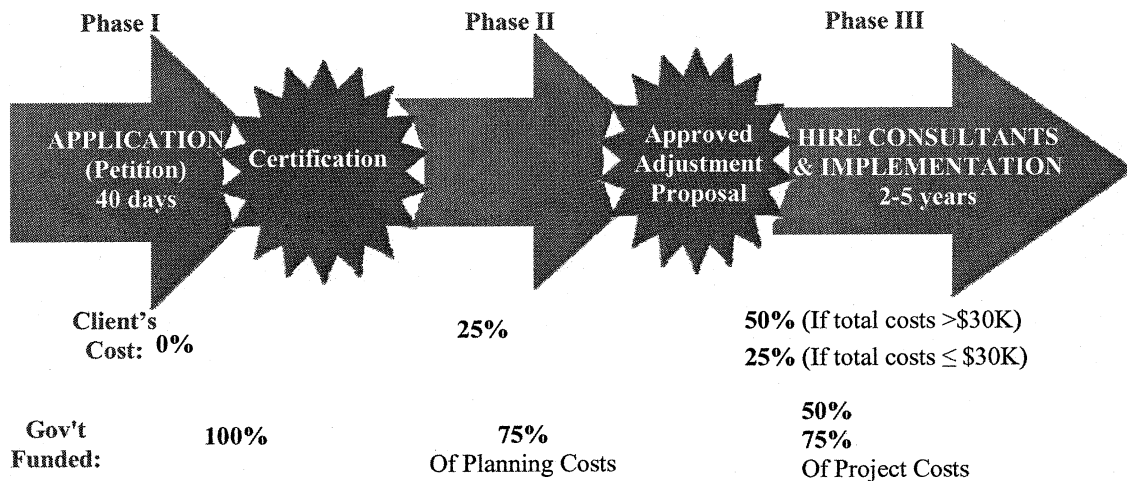 Phase I
Phase II
Phase III
APPLICATION
(Petition)
40 days
Certification
Approved
Adjustment
Proposal
HIRE CONSULTANTS
& IMPLEMENTATION
2-5 years
Client's
Cost: 0%
25%
50% (If total costs >$30K)
25% (If total costs ≤ $30K)
Gov't
Funded:
100%
75%
Of Planning Costs
50%
75%
Of Project Costs